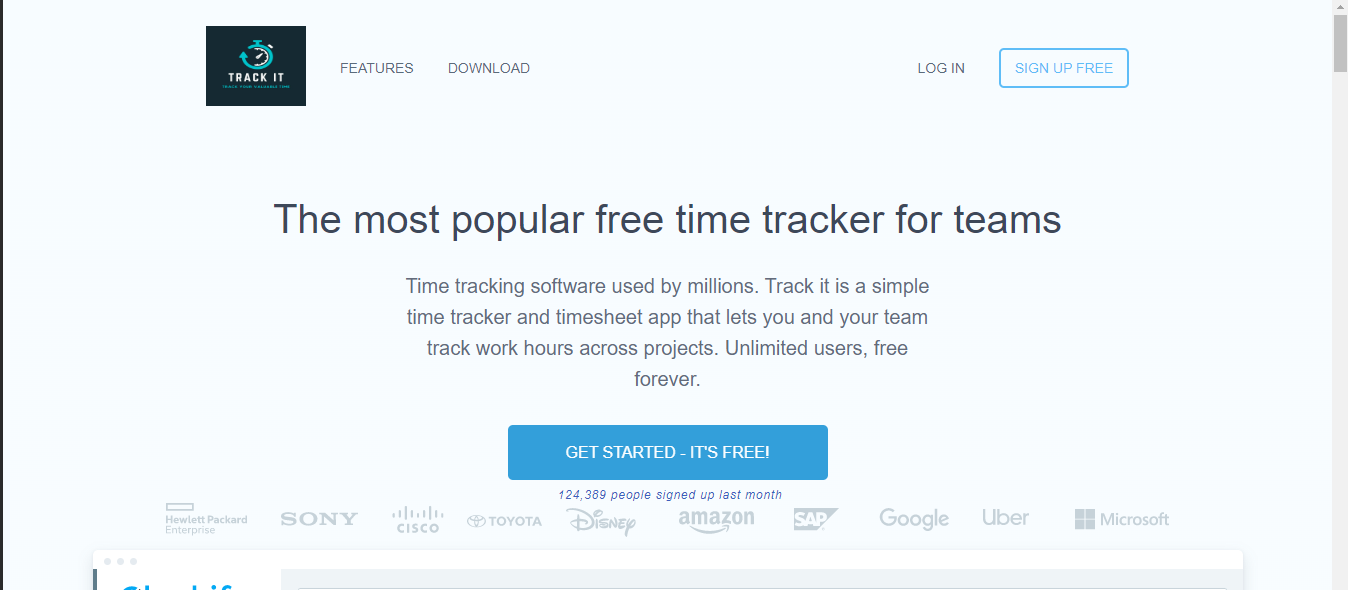 TRACK IT
TRACK YOUR VALUABLE TIME
FEATURES
DOWNLOAD
LOG IN
SIGN UP FREE
The most popular free time tracker for teams
Time tracking software used by millions. Track it is a simple
time tracker and timesheet app that lets you and your team
track work hours across projects. Unlimited users, free
forever.
GET STARTED - IT'S FREE!
124,389 people signed up last month
Hewlett Packard
Enterprise
SONY
CISCO
TOYOTA
Disney
amazon
SAP
Google
Uber
Microsoft